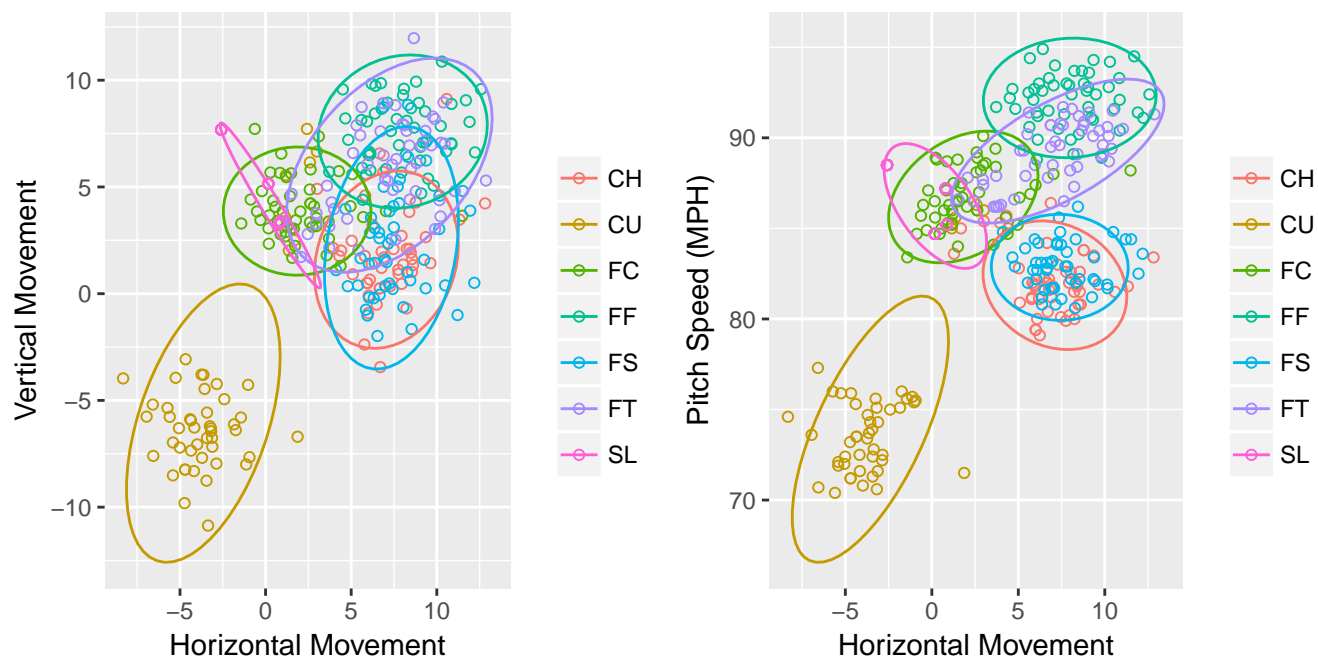 10
5
0
−5
−10
Vertical Movement
−5 0 5 10
Horizontal Movement
CH
CU
FC
FF
FS
FT
SL
90
80
70
Pitch Speed (MPH)
−5 0 5 10
Horizontal Movement
CH
CU
FC
FF
FS
FT
SL